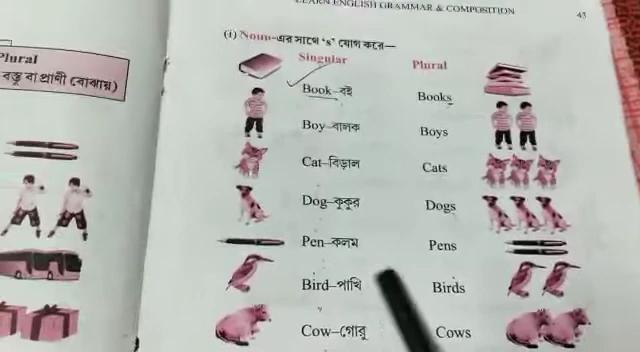 LEARN ENGLISH GRAMMAR & COMPOSITION
43
Plural
বস্তু বা প্রাণী বোঝায়)
(i) Noun-এর সাথে 's' যোগ করে—
Singular Plural
Book–বই Books
Boy–বালক Boys
Cat–বিড়াল Cats
Dog–কুকুর Dogs
Pen–কলম Pens
Bird–পাখি Birds
Cow–গোরু Cows